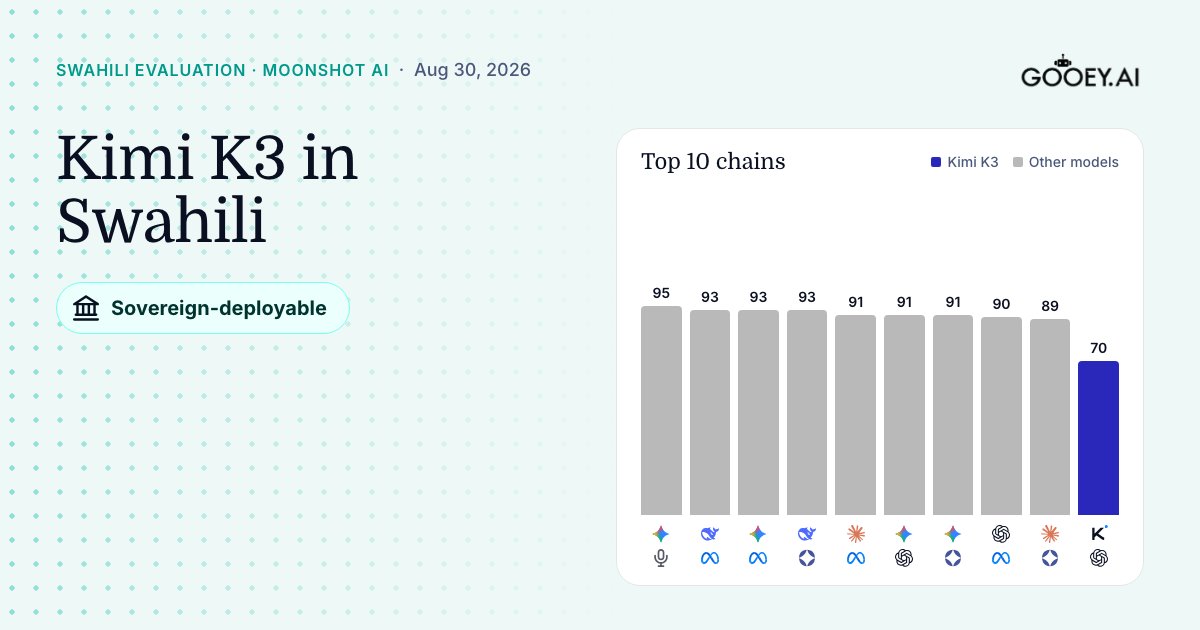 SWAHILI EVALUATION · MOONSHOT AI · Aug 30, 2026
GOOEY.AI
Kimi K3 in
Swahili
Sovereign-deployable
Top 10 chains
Kimi K3
Other models
95
93
93
93
91
91
91
90
89
70